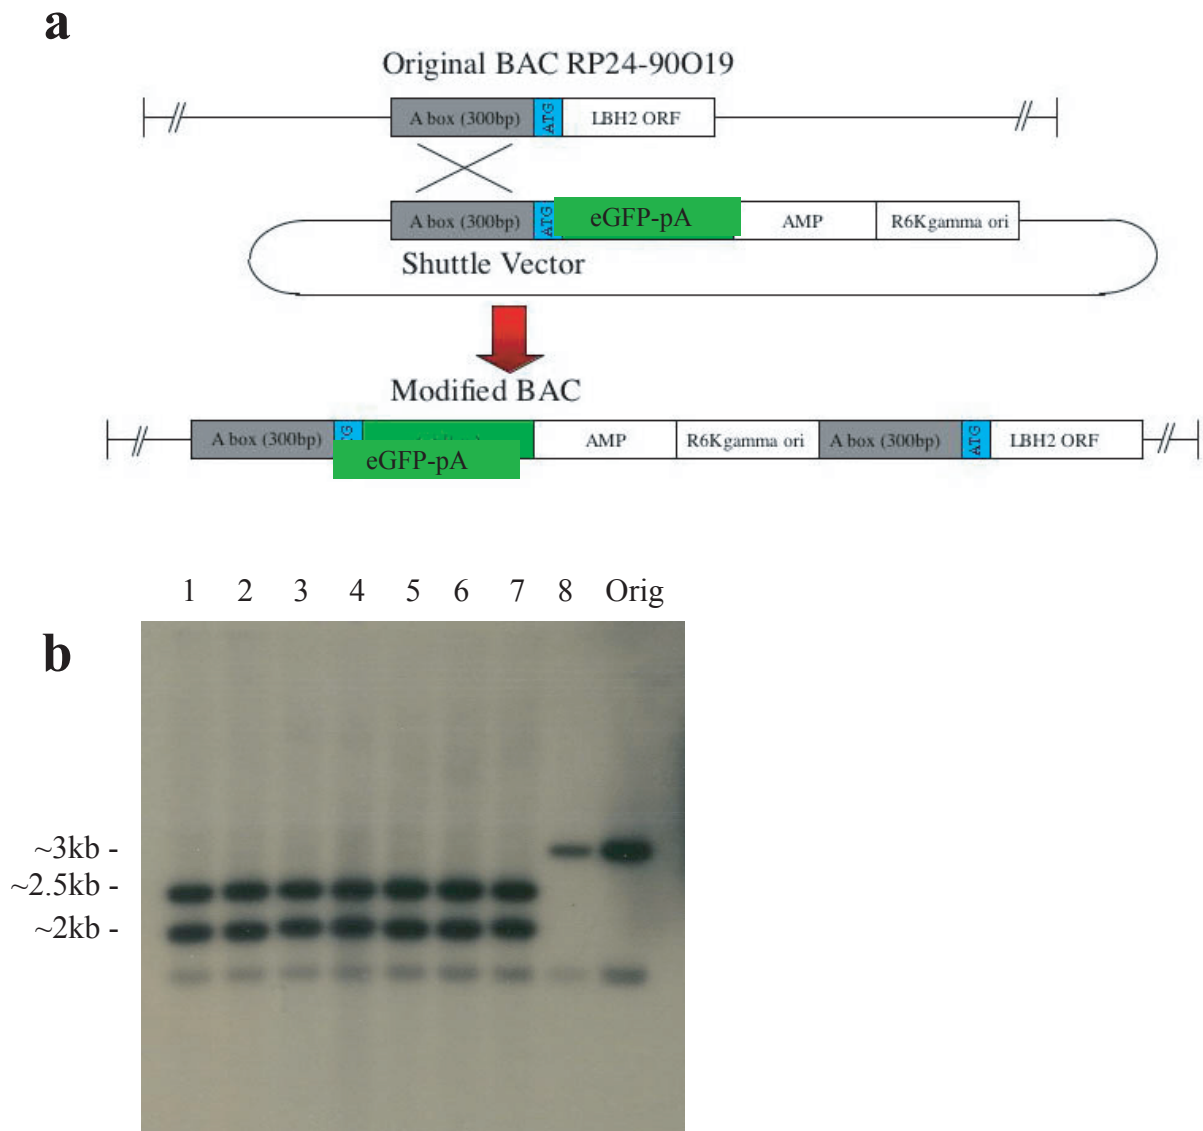 a
Original BAC RP24-90O19
A box (300bp) ATG LBH2 ORF
A box (300bp) ATG eGFP-pA AMP R6Kgamma ori
Shuttle Vector
Modified BAC
A box (300bp) TG AMP R6Kgamma ori A box (300bp) ATG LBH2 ORF
eGFP-pA
1 2 3 4 5 6 7 8 Orig
b
~3kb -
~2.5kb -
~2kb -